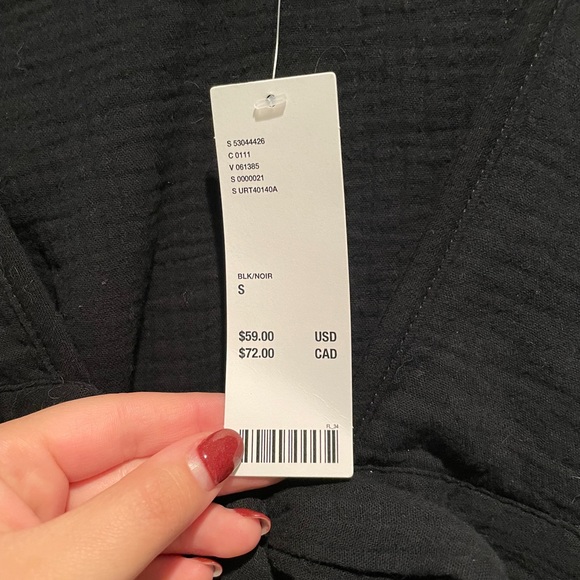 S 53044426
C 0111
V 061385
S 0000021
S URT40140A
BLK/NOIR
S
$59.00 USD
$72.00 CAD
FL_34